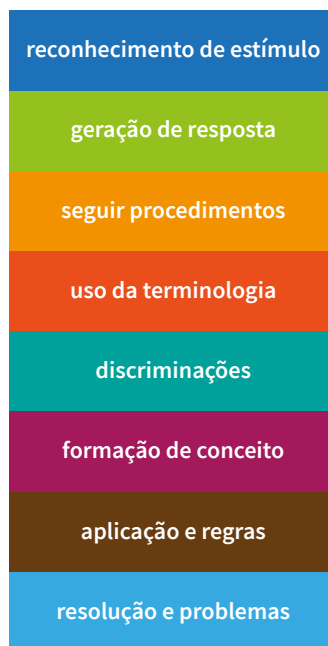 reconhecimento de estímulo
geração de resposta
seguir procedimentos
uso da terminologia
discriminações
formação de conceito
aplicação e regras
resolução e problemas